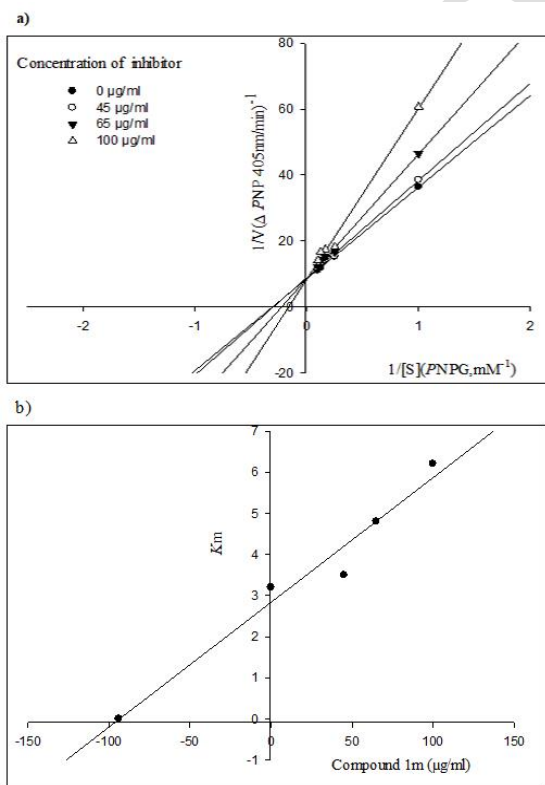 a)
Concentration of inhibitor
0 µg/ml
45 µg/ml
65 µg/ml
100 µg/ml
1/V(Δ PNP 405nm/min)⁻¹
80
60
40
20
0
-20
-2
-1
0
1
2
1/[S](PNPG,mM⁻¹)
b)
Km
7
6
5
4
3
2
1
0
-1
-150
-100
-50
0
50
100
150
Compound 1m (µg/ml)